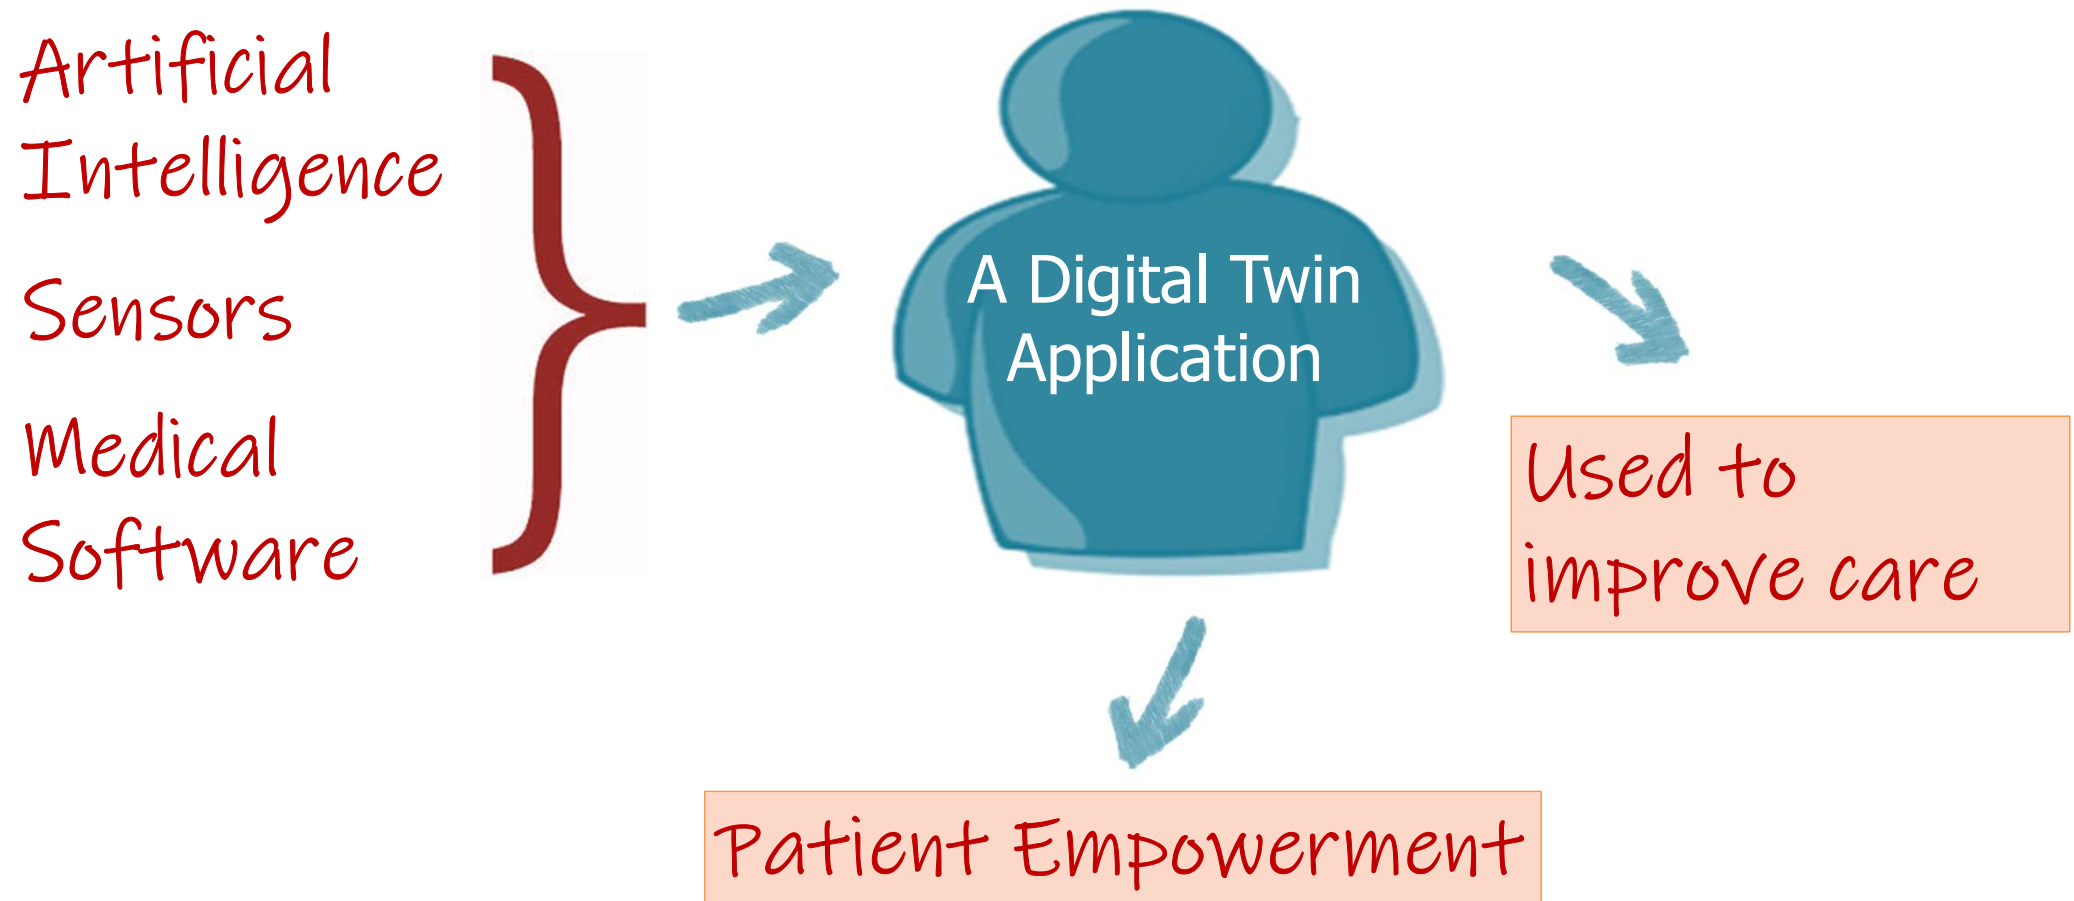 Artificial
Intelligence
Sensors
Medical
Software
A Digital Twin
Application
Used to
improve care
Patient Empowerment